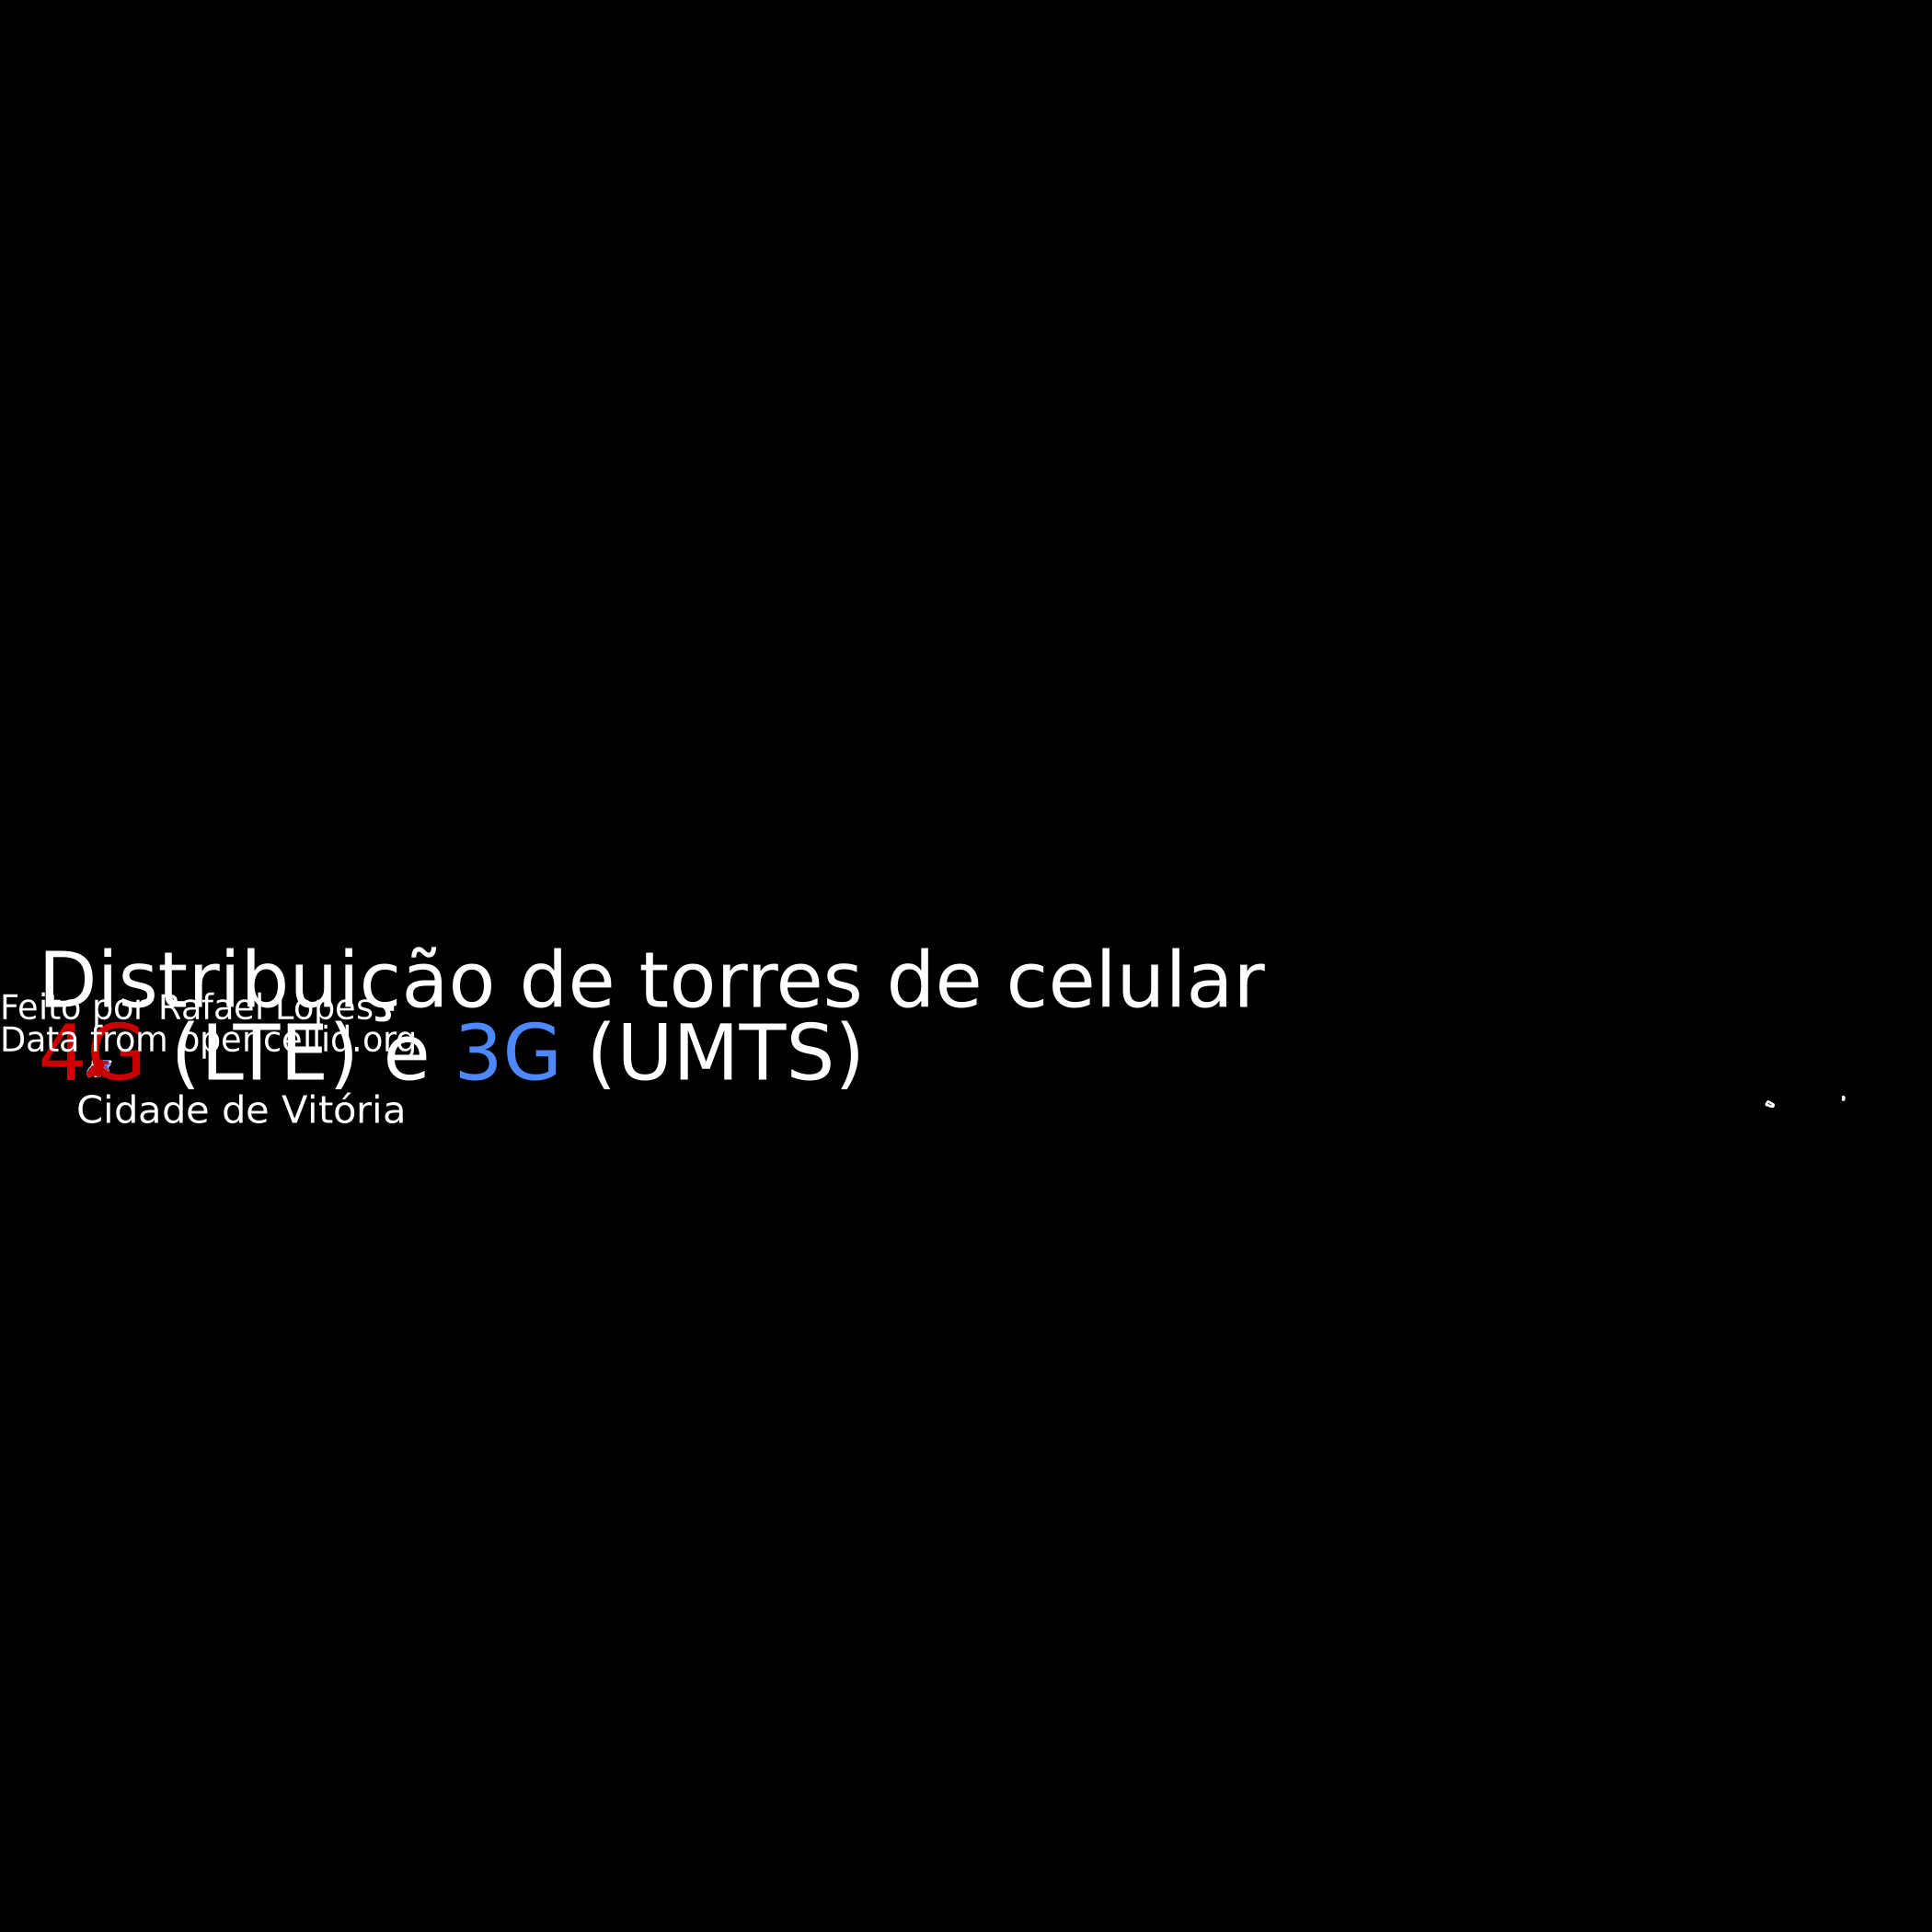 Distribuição de torres de celular
Feito por Rafael Lopes;
4G (LTE) e 3G (UMTS)
Data from opencellid.org
Cidade de Vitória